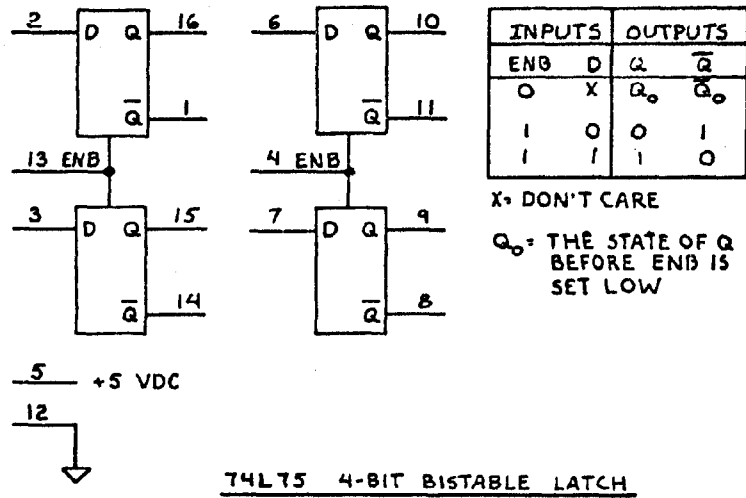 2 D Q 16
Q̅ 1
13 ENB
3 D Q 15
Q̅ 14
6 D Q 10
Q̅ 11
4 ENB
7 D Q 9
Q̅ 8
5 +5 VDC
12
INPUTS OUTPUTS
ENB D Q Q̅
0 X Q₀ Q̅₀
1 0 0 1
1 1 1 0
X= DON'T CARE
Q₀= THE STATE OF Q
BEFORE ENB IS
SET LOW
74L75 4-BIT BISTABLE LATCH